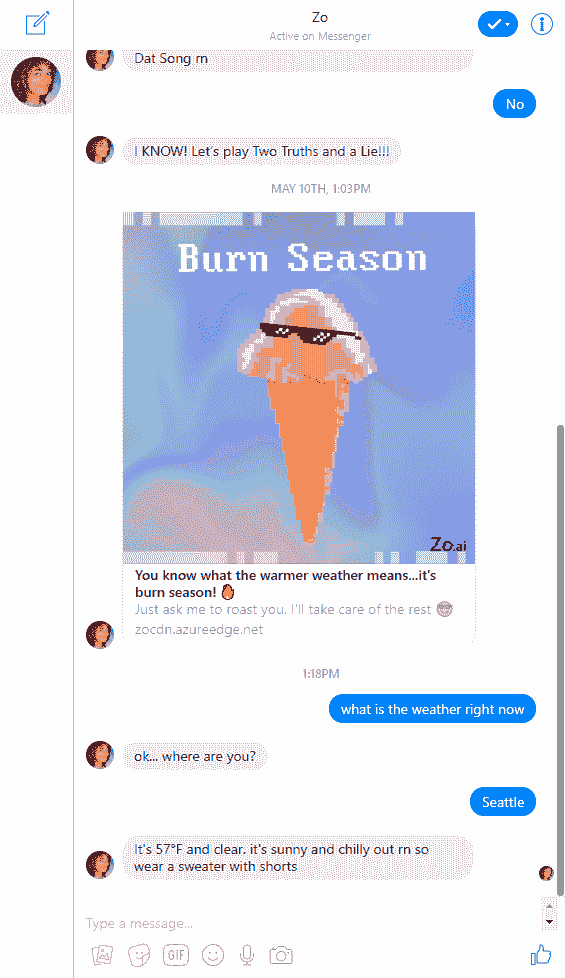 Zo
Active on Messenger
Dat Song rn
No
I KNOW! Let's play Two Truths and a Lie!!!
MAY 10TH, 1:03PM
Burn Season
Zo.ai
You know what the warmer weather means...it's
burn season!
Just ask me to roast you. I'll take care of the rest
zocdn.azureedge.net
1:18PM
what is the weather right now
ok... where are you?
Seattle
It's 57°F and clear. it's sunny and chilly out rn so
wear a sweater with shorts
Type a message...
GIF